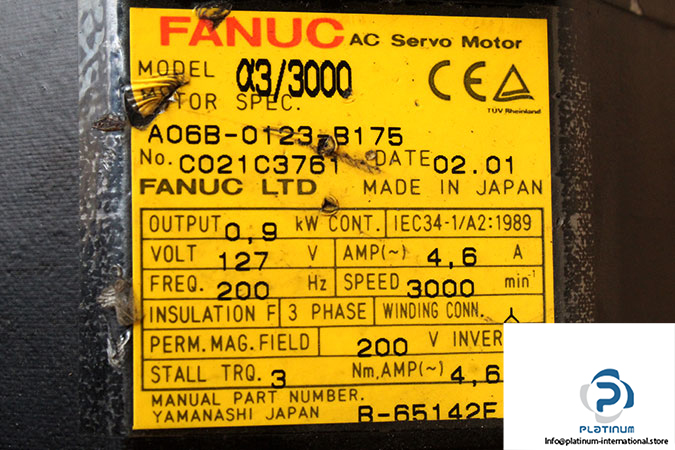 FANUC AC Servo Motor
MODEL α3/3000
TÜV Rheinland
MOTOR SPEC.
A06B-0123-B175
No. C021C3761 DATE 02.01
FANUC LTD MADE IN JAPAN
OUTPUT 0,9 kW CONT. IEC34-1/A2:1989
VOLT 127 V AMP(~) 4,6 A
FREQ. 200 Hz SPEED 3000 min⁻¹
INSULATION F 3 PHASE WINDING CONN.
PERM.MAG.FIELD 200 V INVER
STALL TRQ. 3 Nm,AMP(~) 4,6
MANUAL PART NUMBER.
YAMANASHI JAPAN B-65142E
PLATINUM
info@platinum-international.store